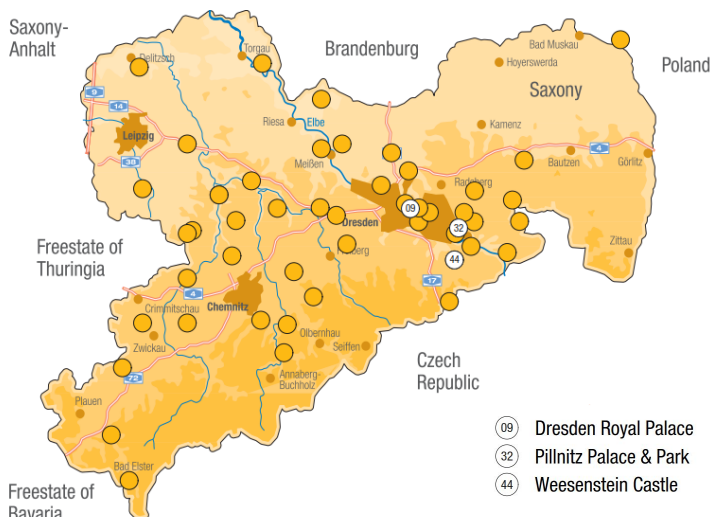 Saxony-
Anhalt
Brandenburg
Poland
Saxony
Bad Muskau
Hoyerswerda
Torgau
Delitzsch
9
14
Leipzig
38
Riesa
Elbe
Meißen
Kamenz
4
Bautzen
Görlitz
Radeberg
Dresden
09
32
44
Freestate of
Thuringia
Freiberg
Zittau
17
4
Chemnitz
Crimmitschau
Zwickau
Olbernhau
Seiffen
72
Annaberg-
Buchholz
Czech
Republic
Plauen
Bad Elster
Freestate of
Bavaria
09 Dresden Royal Palace
32 Pillnitz Palace & Park
44 Weesenstein Castle